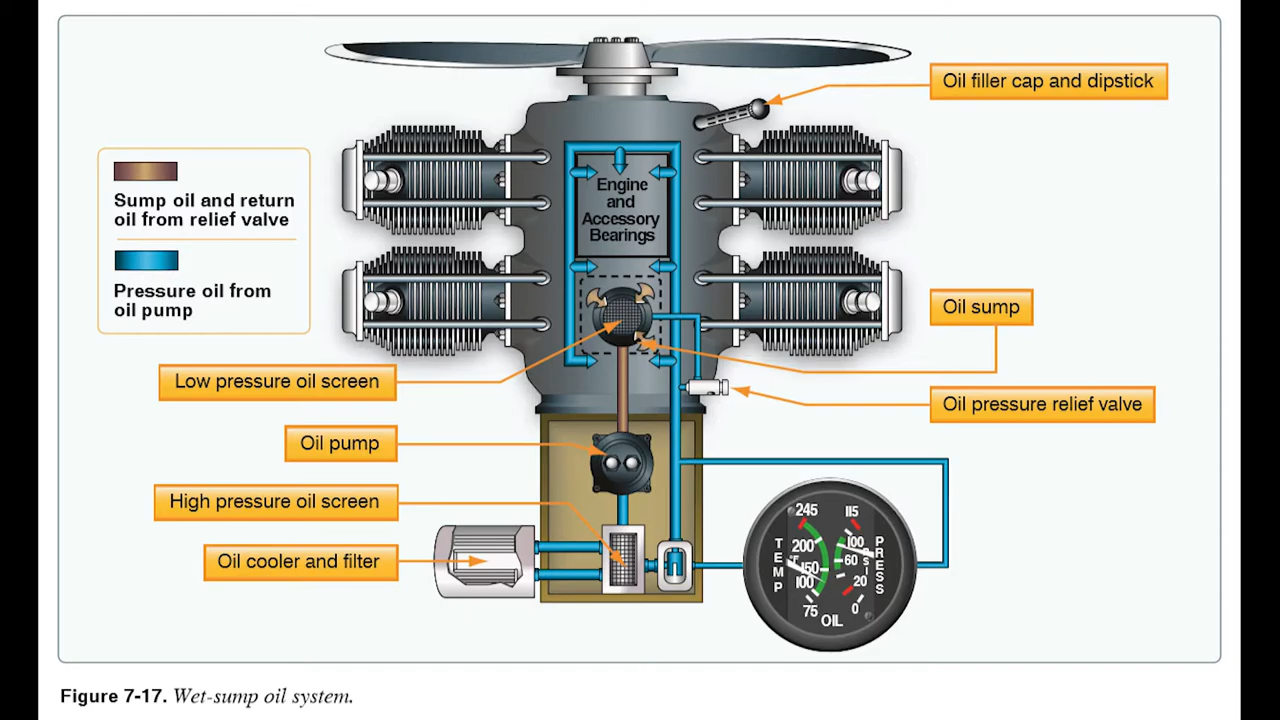 Oil filler cap and dipstick
Sump oil and return
oil from relief valve
Pressure oil from
oil pump
Engine
and
Accessory
Bearings
Oil sump
Low pressure oil screen
Oil pressure relief valve
Oil pump
High pressure oil screen
Oil cooler and filter
TEMP
245
200
°F
150
100
75
115
100
60
20
0
PSI
PRESS
OIL
Figure 7-17. Wet-sump oil system.